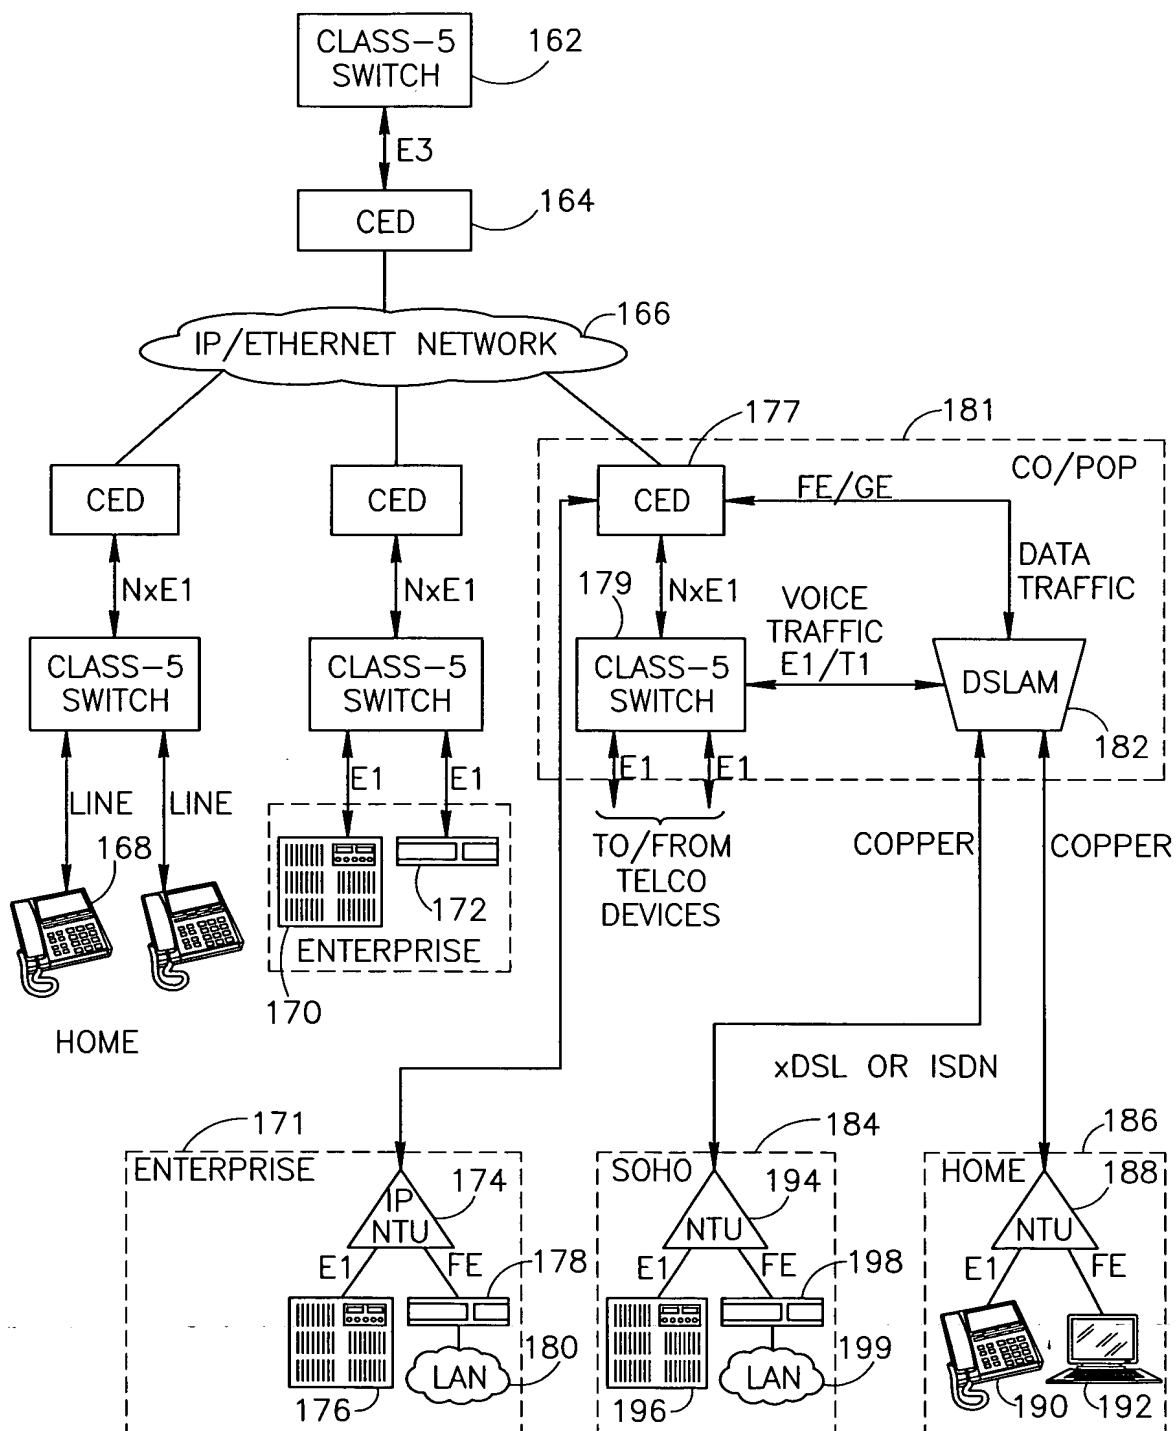 CLASS-5
SWITCH
162
E3
CED
164
IP/ETHERNET NETWORK
166
177
181
CO/POP
CED
CED
CED
FE/GE
DATA
TRAFFIC
NxE1
NxE1
179
NxE1
VOICE
TRAFFIC
E1/T1
CLASS-5
SWITCH
CLASS-5
SWITCH
CLASS-5
SWITCH
DSLAM
182
LINE
LINE
E1
E1
E1
E1
168
172
ENTERPRISE
170
TO/FROM
TELCO
DEVICES
COPPER
COPPER
HOME
xDSL OR ISDN
171
ENTERPRISE
IP
NTU
174
E1
FE
178
LAN
180
176
184
SOHO
NTU
194
E1
FE
198
LAN
199
196
186
HOME
NTU
188
E1
FE
190
192